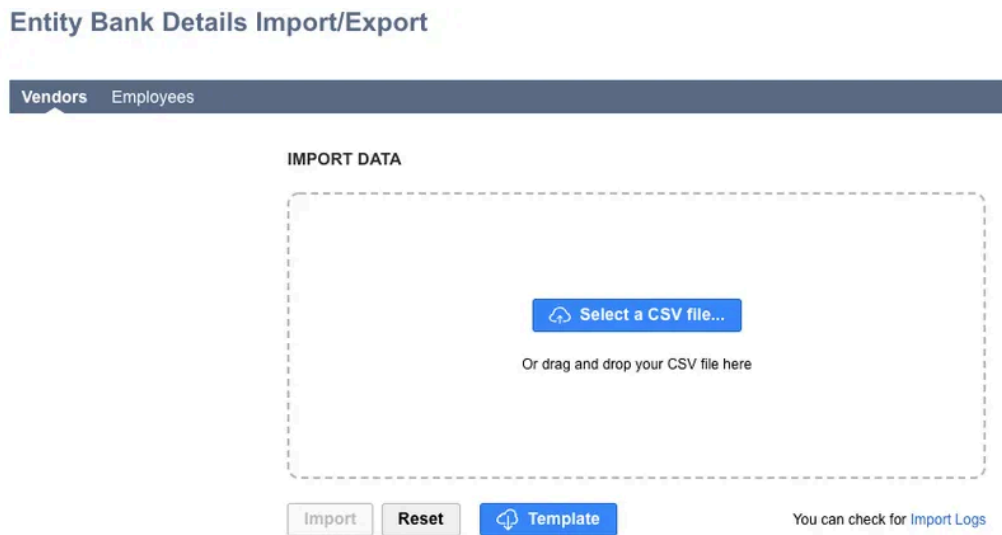 Entity Bank Details Import/Export
Vendors Employees
IMPORT DATA
Select a CSV file...
Or drag and drop your CSV file here
Import Reset Template You can check for Import Logs